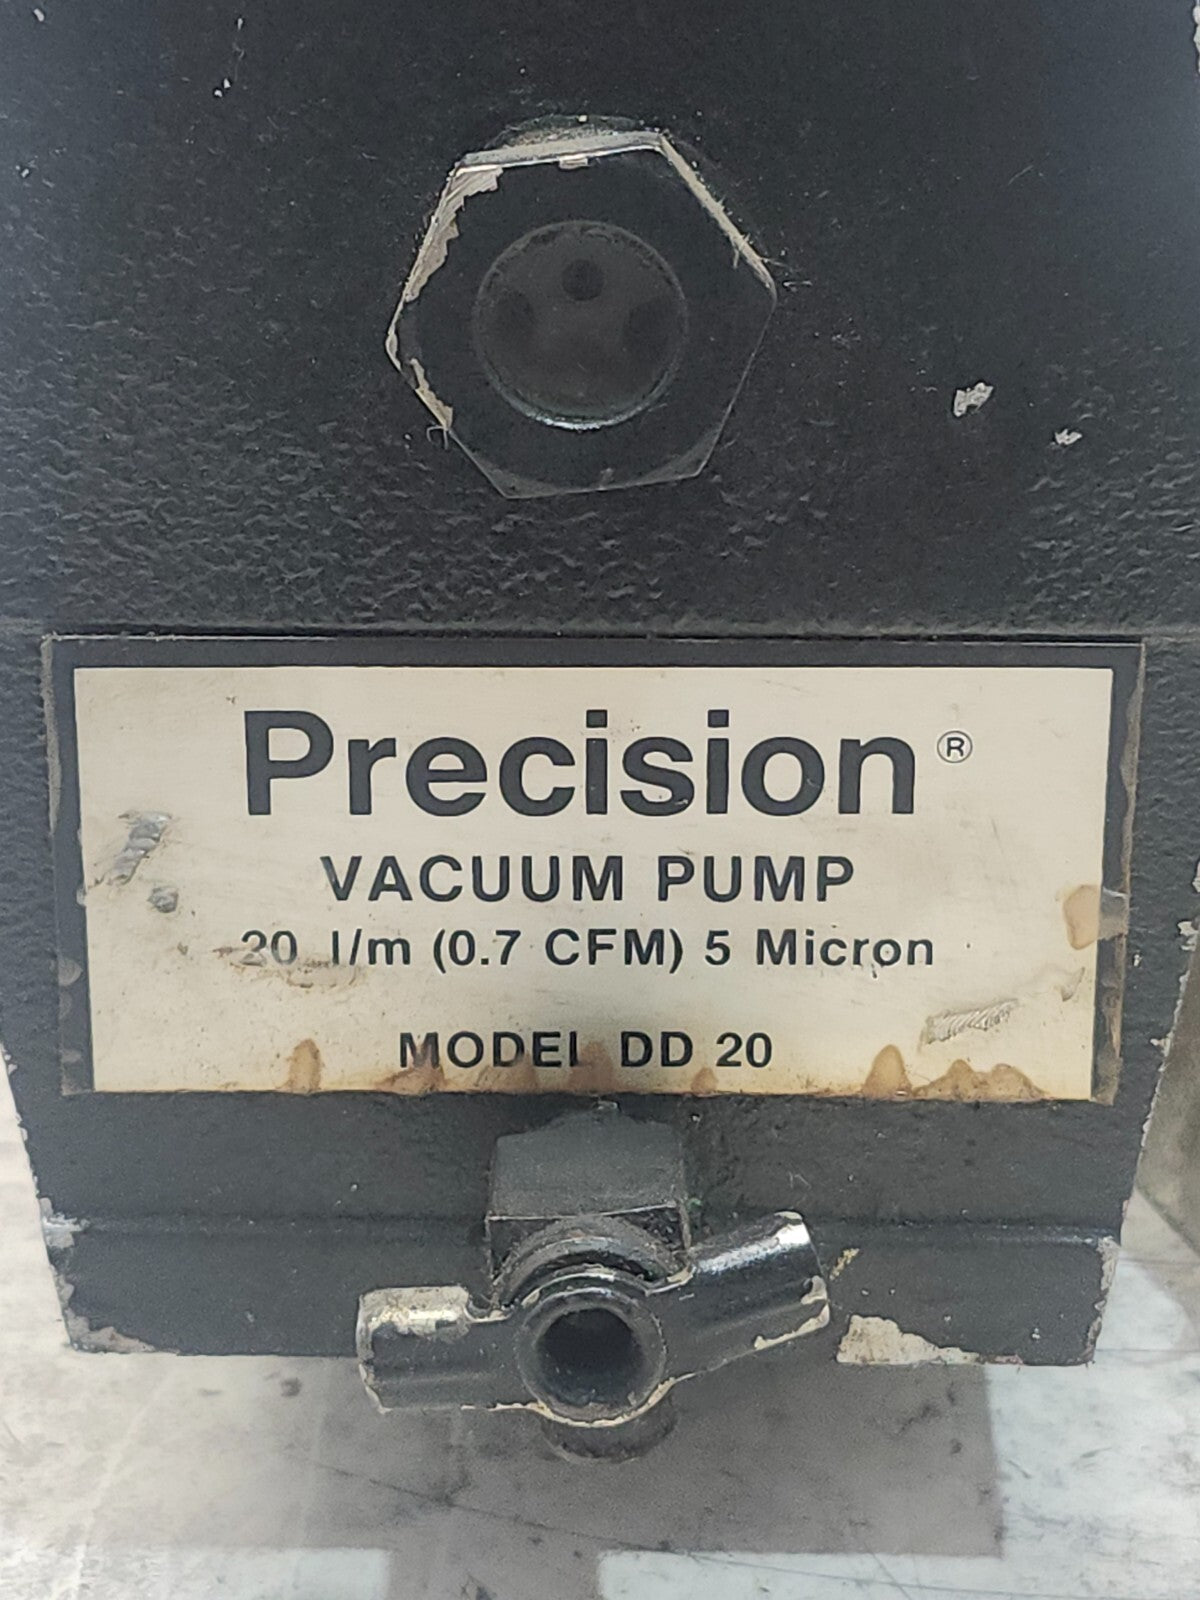 Precision®
VACUUM PUMP
20 l/m (0.7 CFM) 5 Micron
MODEL DD 20